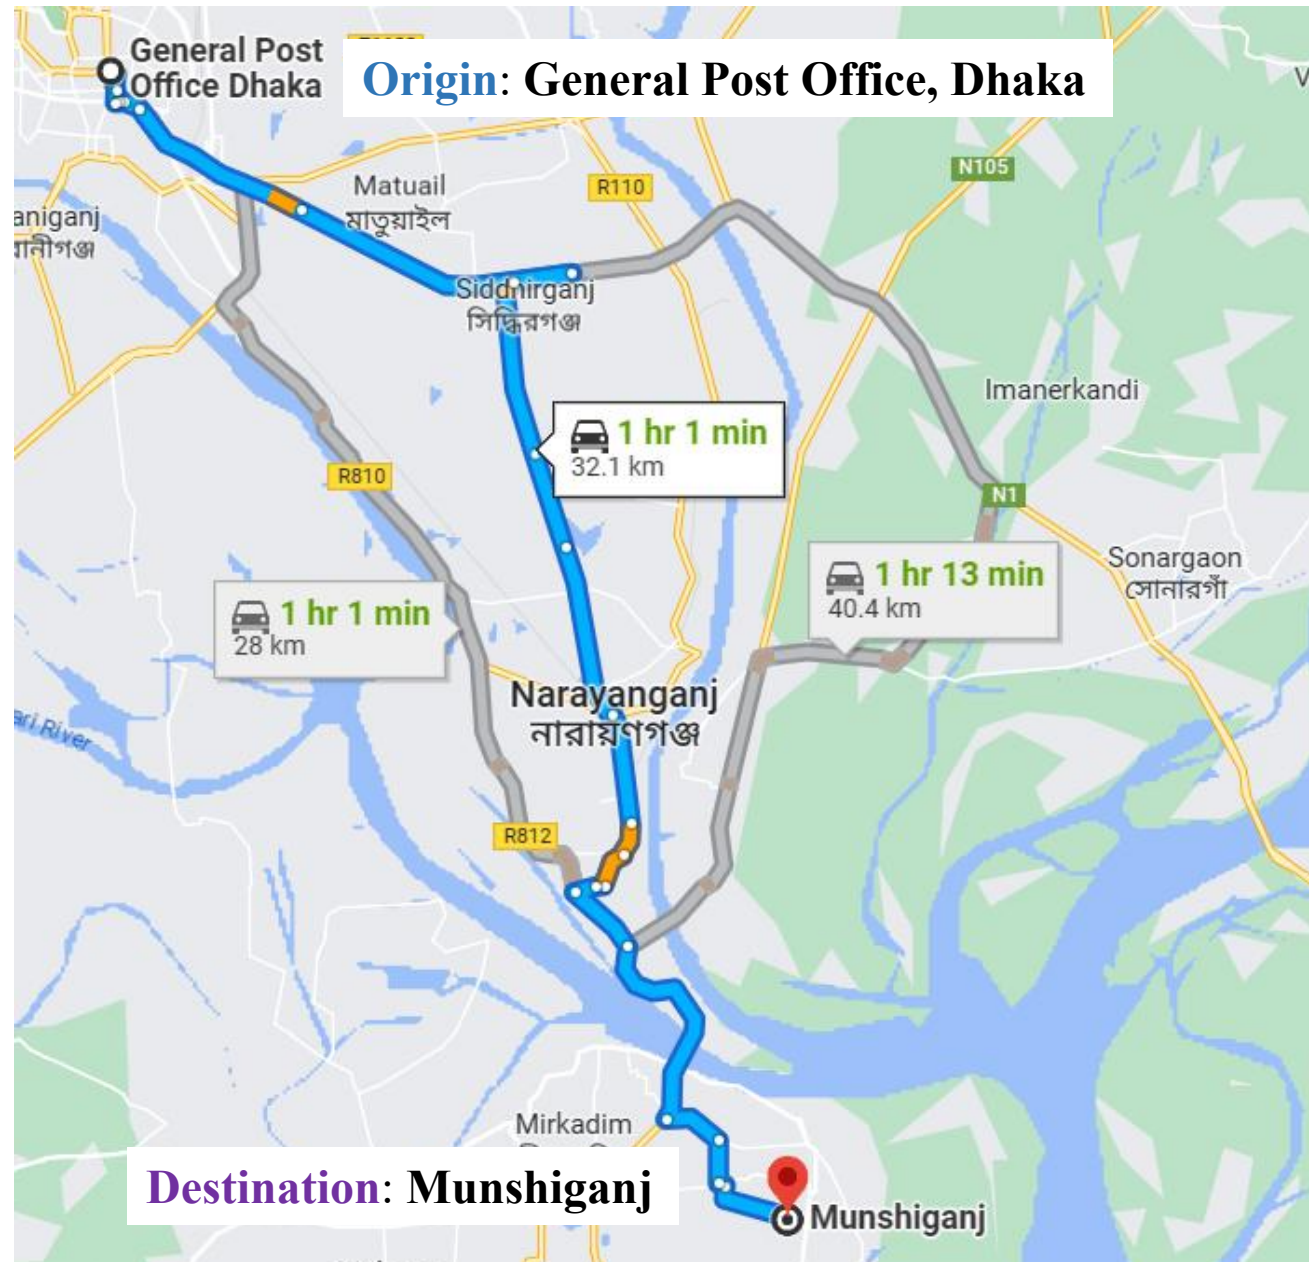 General Post
Office Dhaka
Origin: General Post Office, Dhaka
N105
Matuail
মাতুয়াইল
R110
aniganj
Siddhirganj
সিদ্ধিরগঞ্জ
Imanerkandi
1 hr 1 min
32.1 km
R810
N1
Sonargaon
সোনারগাঁ
1 hr 13 min
40.4 km
1 hr 1 min
28 km
Narayanganj
নারায়ণগঞ্জ
ari River
R812
Mirkadim
Destination: Munshiganj
Munshiganj